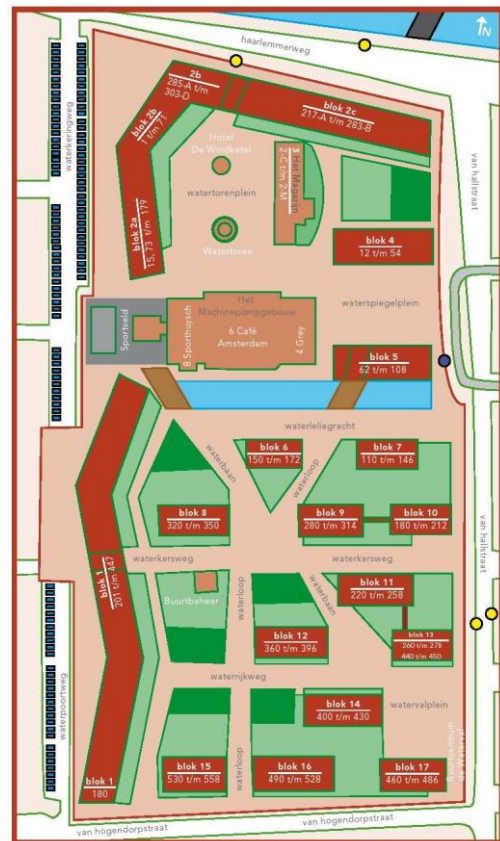 haarlemmerweg
N
waterkeringweg
van hallstraat
2b
285-A t/m
303-D
blok 2b
1 t/m 71
blok 2c
217-A t/m 283-B
Hotel
De Windketel
3 Het Magazijn
2-C t/m 2-M
watertorenplein
blok 2a
15, 73 t/m 179
Watertoren
blok 4
12 t/m 54
Het
Machinepompgebouw
waterspiegelplein
Sportveld
8 Sporthuysch
6 Café
Amsterdam
4 Grey
blok 5
62 t/m 108
waterleliegracht
waterbaan
blok 6
150 t/m 172
waterloop
blok 7
110 t/m 146
blok 8
320 t/m 350
blok 9
280 t/m 314
blok 10
180 t/m 212
van hallstraat
blok 1
201 t/m 447
waterkersweg
waterkersweg
Buurtbeheer
waterloop
waterbaan
blok 11
220 t/m 258
blok 12
360 t/m 396
blok 13
260 t/m 278
440 t/m 450
waterpoortweg
waterrijkweg
blok 14
400 t/m 430
watervalplein
Buurtcentrum
de Waterval
blok 1
180
blok 15
530 t/m 558
waterloop
blok 16
490 t/m 528
blok 17
460 t/m 486
van hogendorpstraat
van hogendorpstraat